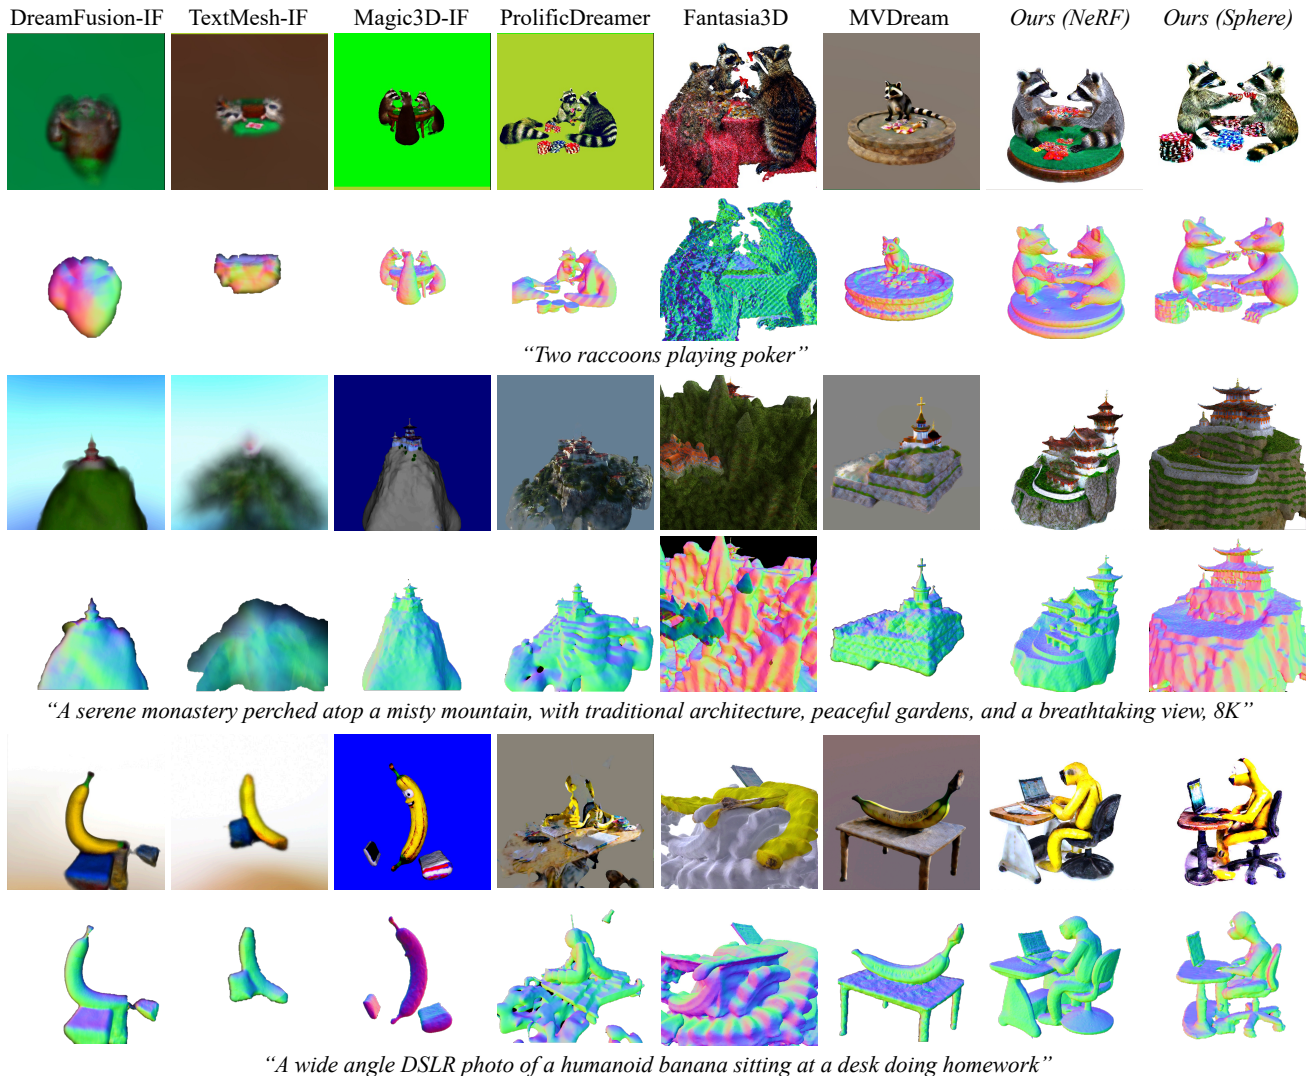 DreamFusion-IF TextMesh-IF Magic3D-IF ProlificDreamer Fantasia3D MVDream Ours (NeRF) Ours (Sphere)
“Two raccoons playing poker”
“A serene monastery perched atop a misty mountain, with traditional architecture, peaceful gardens, and a breathtaking view, 8K”
“A wide angle DSLR photo of a humanoid banana sitting at a desk doing homework”